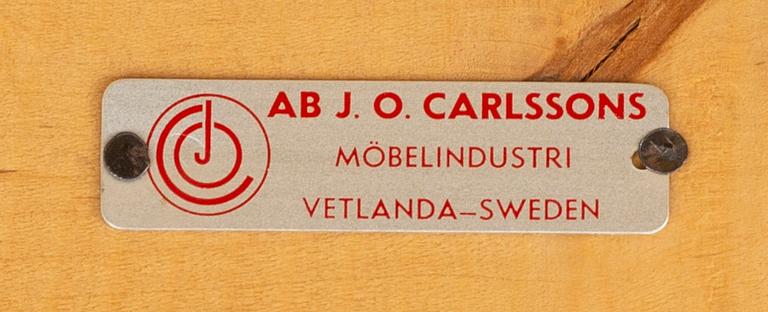 AB J. O. CARLSSONS
MÖBELINDUSTRI
VETLANDA–SWEDEN